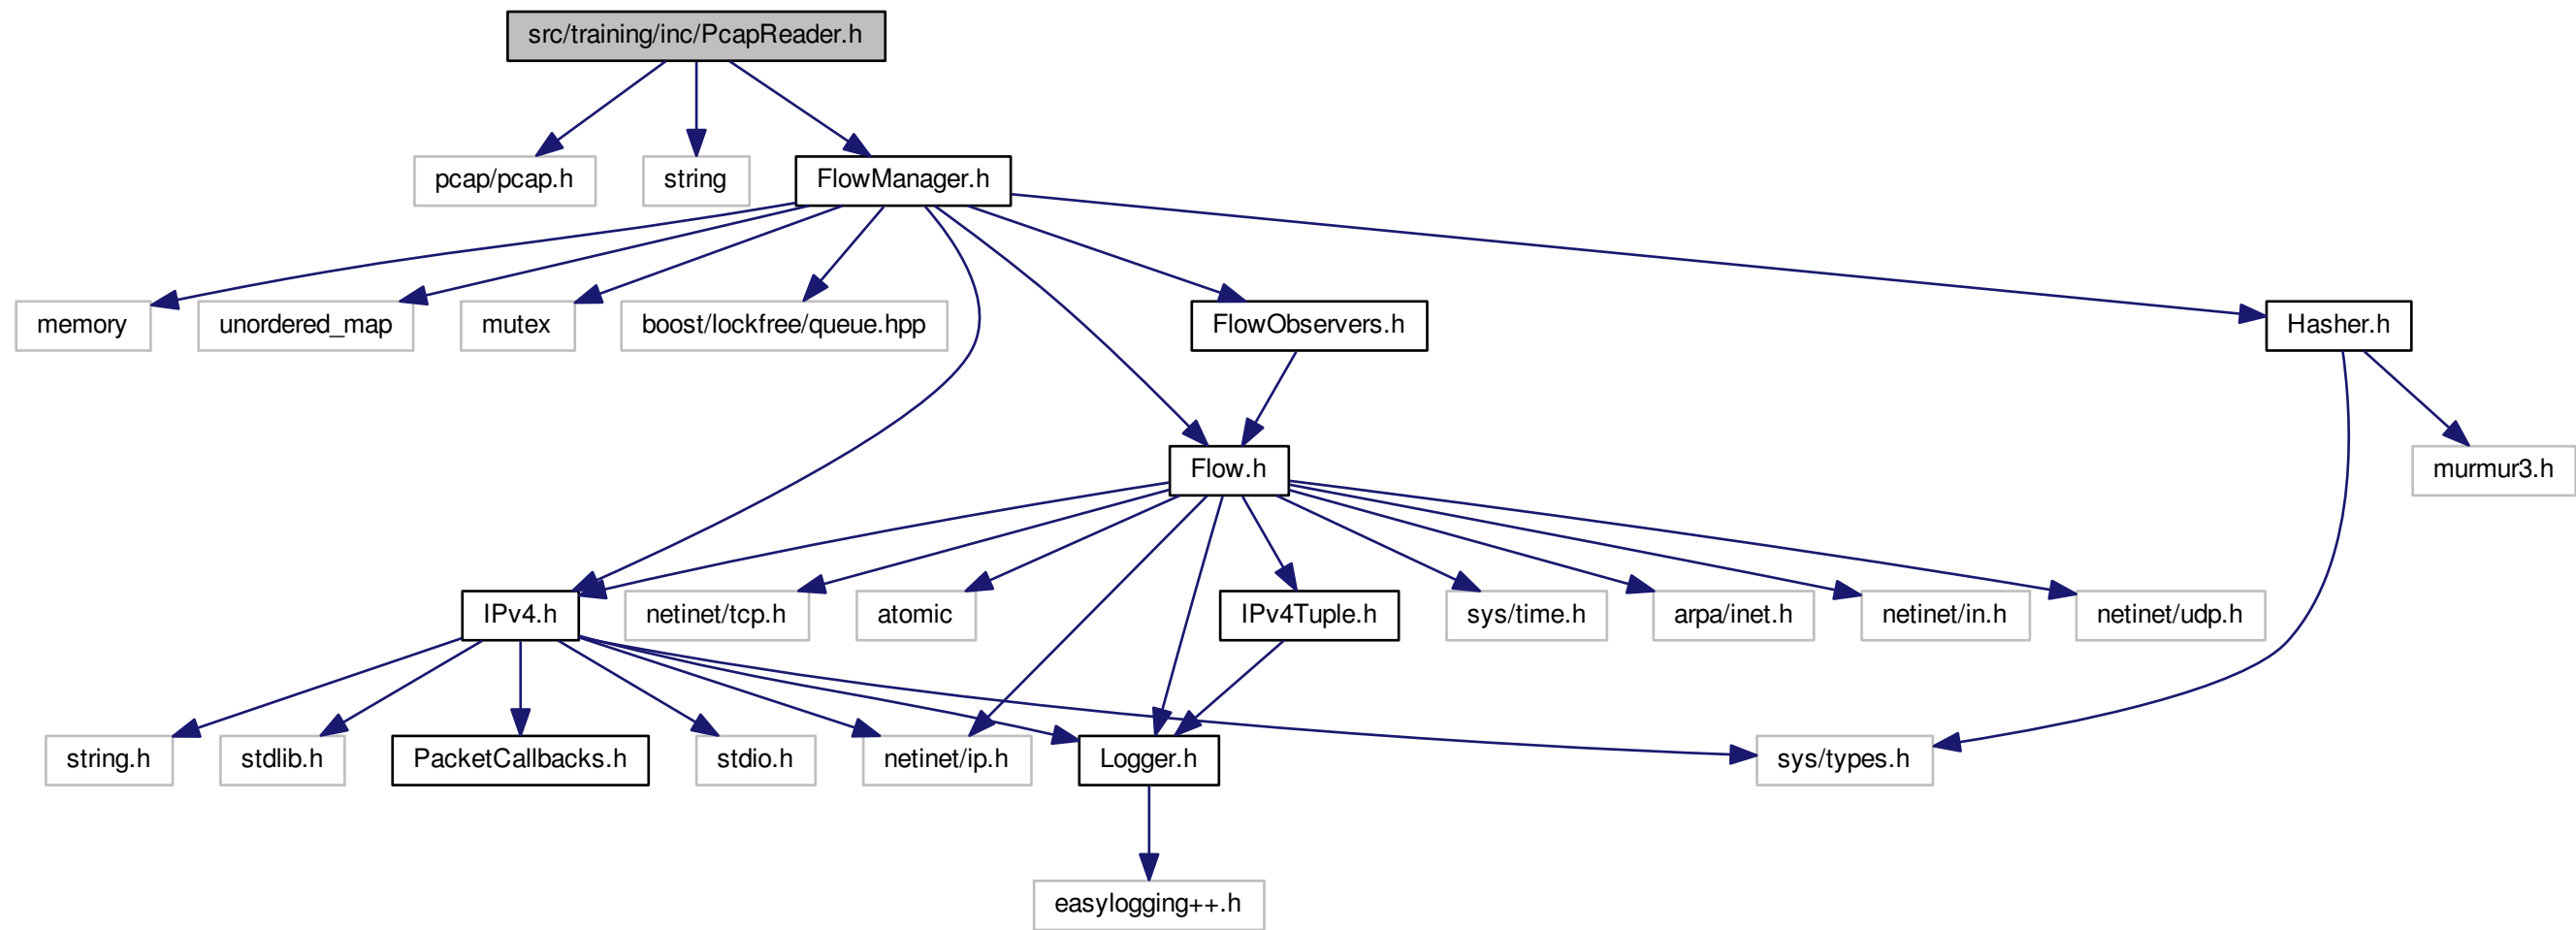 src/training/inc/PcapReader.h
pcap/pcap.h
string
FlowManager.h
memory
unordered_map
mutex
boost/lockfree/queue.hpp
FlowObservers.h
Hasher.h
Flow.h
murmur3.h
IPv4.h
netinet/tcp.h
atomic
IPv4Tuple.h
sys/time.h
arpa/inet.h
netinet/in.h
netinet/udp.h
string.h
stdlib.h
PacketCallbacks.h
stdio.h
netinet/ip.h
Logger.h
sys/types.h
easylogging++.h